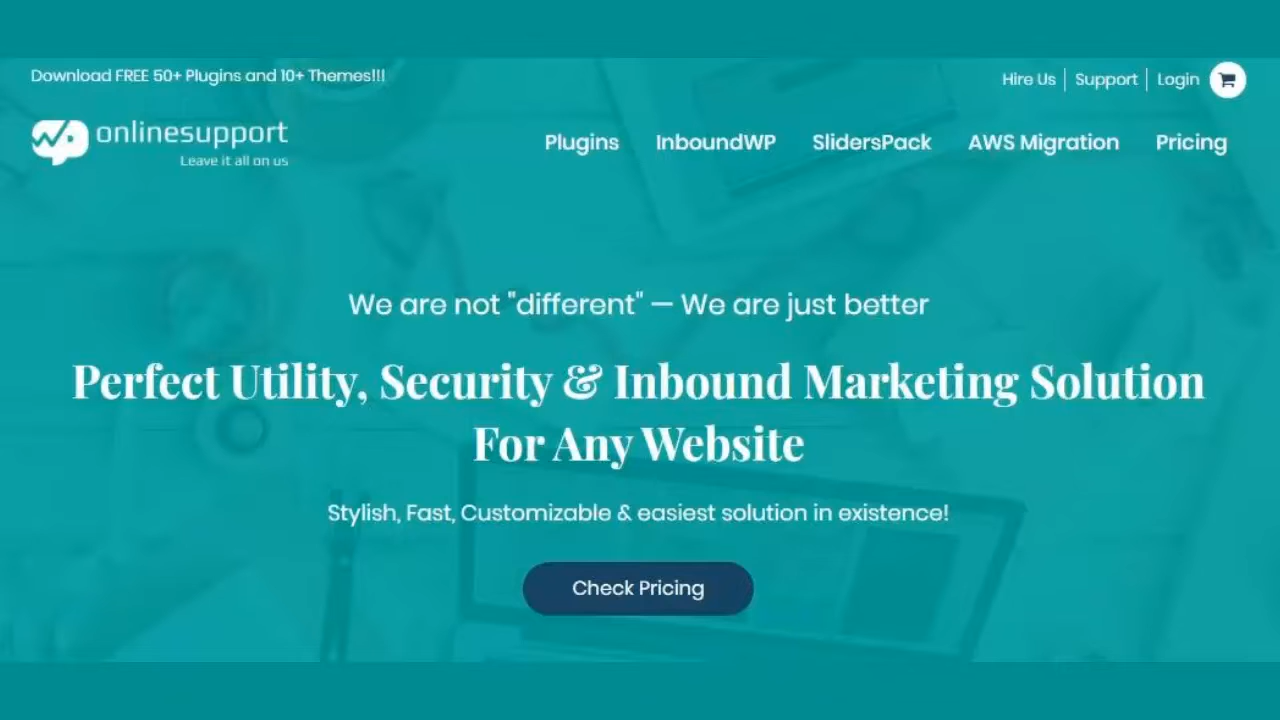 Download FREE 50+ Plugins and 10+ Themes!!!
Hire Us | Support | Login
onlinesupport
Leave it all on us
Plugins InboundWP SlidersPack AWS Migration Pricing
We are not "different" — We are just better
Perfect Utility, Security & Inbound Marketing Solution
For Any Website
Stylish, Fast, Customizable & easiest solution in existence!
Check Pricing